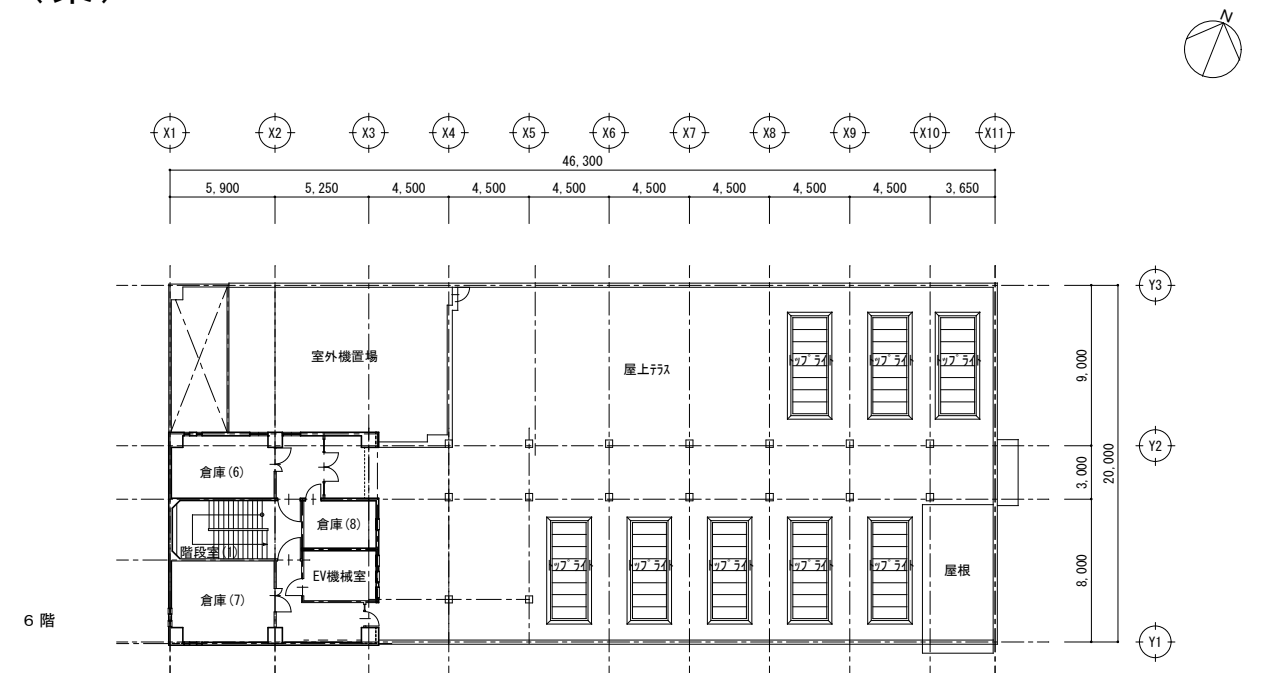 N
X1 X2 X3 X4 X5 X6 X7 X8 X9 X10 X11
46,300
5,900 5,250 4,500 4,500 4,500 4,500 4,500 4,500 4,500 3,650
Y3
室外機置場
屋上ﾃﾗｽ
ﾄｯﾌﾟﾗｲﾄ ﾄｯﾌﾟﾗｲﾄ ﾄｯﾌﾟﾗｲﾄ
9,000
Y2
倉庫(6)
3,000
20,000
倉庫(8)
階段室(1)
EV機械室
ﾄｯﾌﾟﾗｲﾄ ﾄｯﾌﾟﾗｲﾄ ﾄｯﾌﾟﾗｲﾄ ﾄｯﾌﾟﾗｲﾄ ﾄｯﾌﾟﾗｲﾄ
屋根
8,000
倉庫(7)
6階
Y1